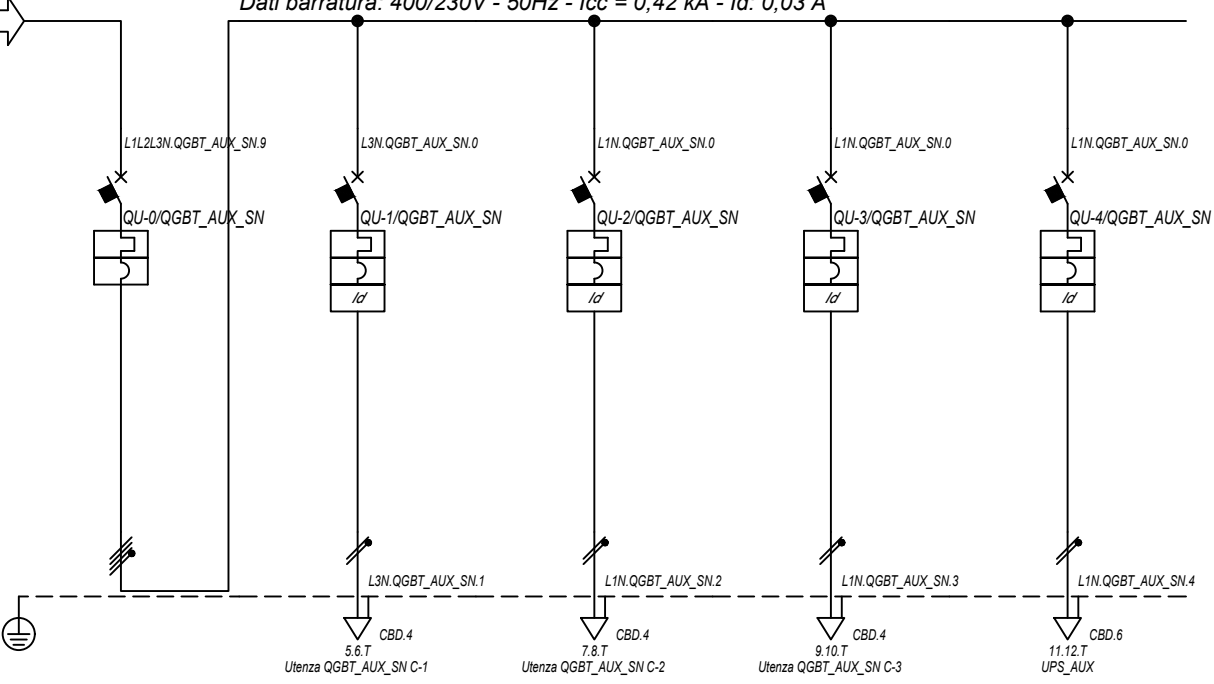 Dati barratura: 400/230V - 50Hz - Icc = 0,42 kA - Id: 0,03 A
L1L2L3N.QGBT_AUX_SN.9
L3N.QGBT_AUX_SN.0
L1N.QGBT_AUX_SN.0
L1N.QGBT_AUX_SN.0
L1N.QGBT_AUX_SN.0
QU-0/QGBT_AUX_SN
QU-1/QGBT_AUX_SN
QU-2/QGBT_AUX_SN
QU-3/QGBT_AUX_SN
QU-4/QGBT_AUX_SN
Id
Id
Id
Id
L3N.QGBT_AUX_SN.1
L1N.QGBT_AUX_SN.2
L1N.QGBT_AUX_SN.3
L1N.QGBT_AUX_SN.4
CBD.4
CBD.4
CBD.4
CBD.6
5.6.T
7.8.T
9.10.T
11.12.T
Utenza QGBT_AUX_SN C-1
Utenza QGBT_AUX_SN C-2
Utenza QGBT_AUX_SN C-3
UPS_AUX